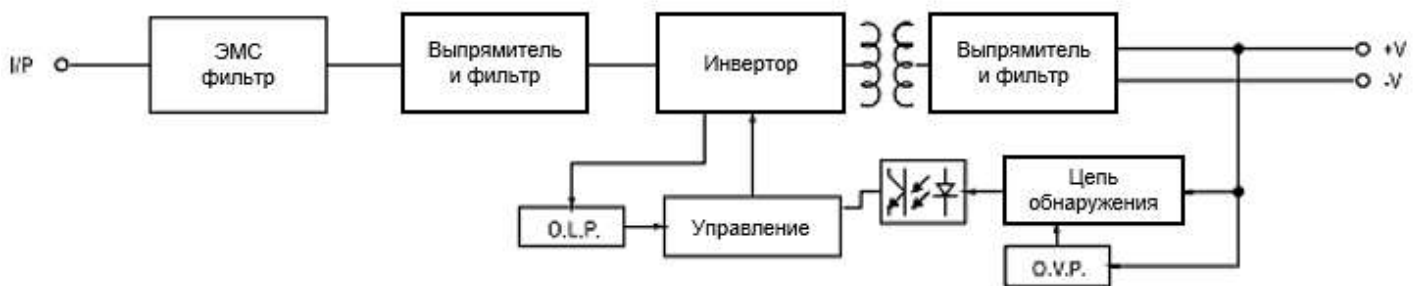 I/P
ЭМС
фильтр
Выпрямитель
и фильтр
Инвертор
Выпрямитель
и фильтр
+V
-V
O.L.P.
Управление
Цепь
обнаружения
O.V.P.